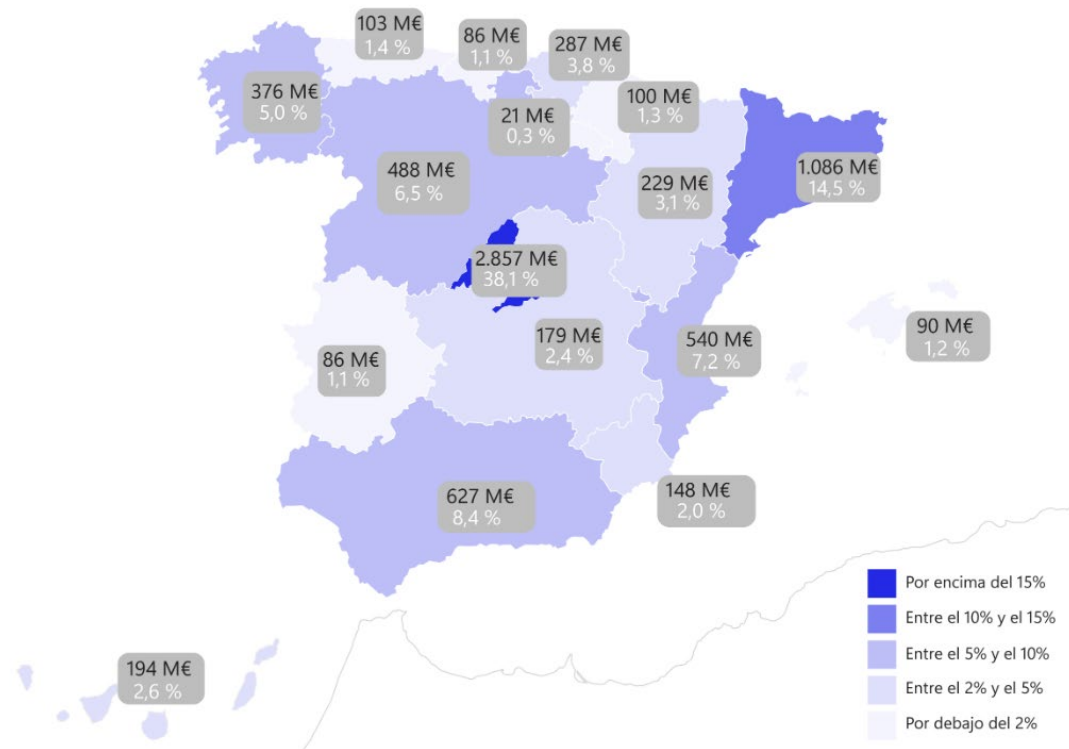 103 M€
1,4 %
86 M€
1,1 %
287 M€
3,8 %
376 M€
5,0 %
21 M€
0,3 %
100 M€
1,3 %
488 M€
6,5 %
229 M€
3,1 %
1.086 M€
14,5 %
2.857 M€
38,1 %
86 M€
1,1 %
179 M€
2,4 %
540 M€
7,2 %
90 M€
1,2 %
627 M€
8,4 %
148 M€
2,0 %
194 M€
2,6 %
Por encima del 15%
Entre el 10% y el 15%
Entre el 5% y el 10%
Entre el 2% y el 5%
Por debajo del 2%